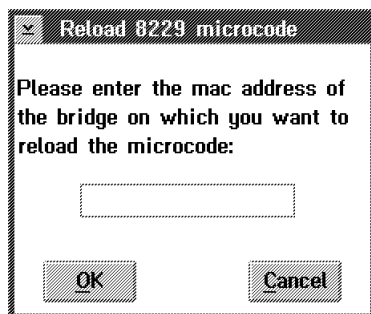 Reload 8229 microcode
Please enter the mac address of
the bridge on which you want to
reload the microcode:
OK
Cancel